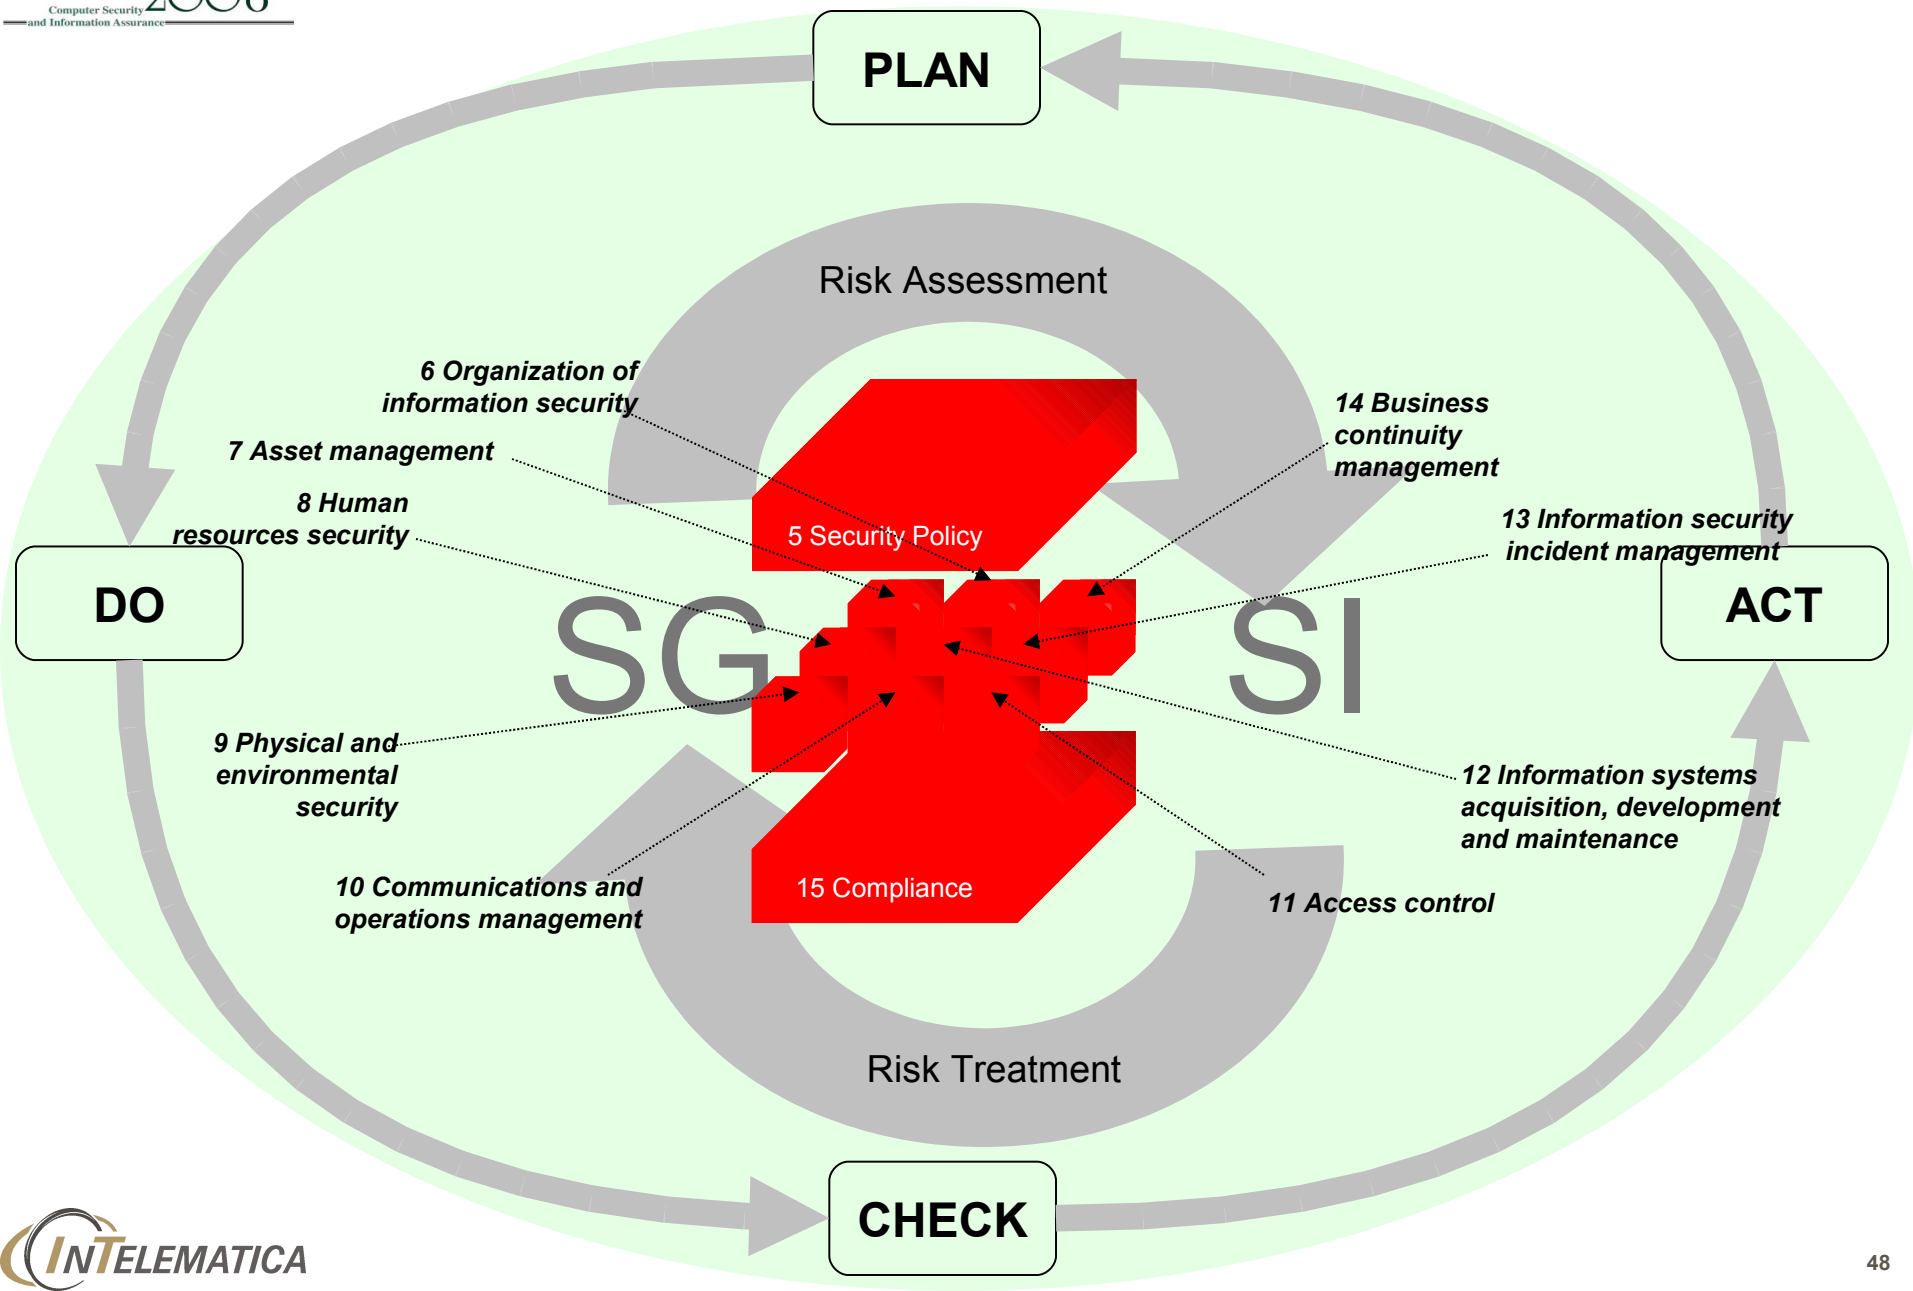 Computer Security 2006
and Information Assurance
PLAN
Risk Assessment
6 Organization of
information security
7 Asset management
8 Human
resources security
5 Security Policy
14 Business
continuity
management
13 Information security
incident management
DO
SG
SI
ACT
9 Physical and
environmental
security
12 Information systems
acquisition, development
and maintenance
10 Communications and
operations management
15 Compliance
11 Access control
Risk Treatment
CHECK
INTELEMATICA
48